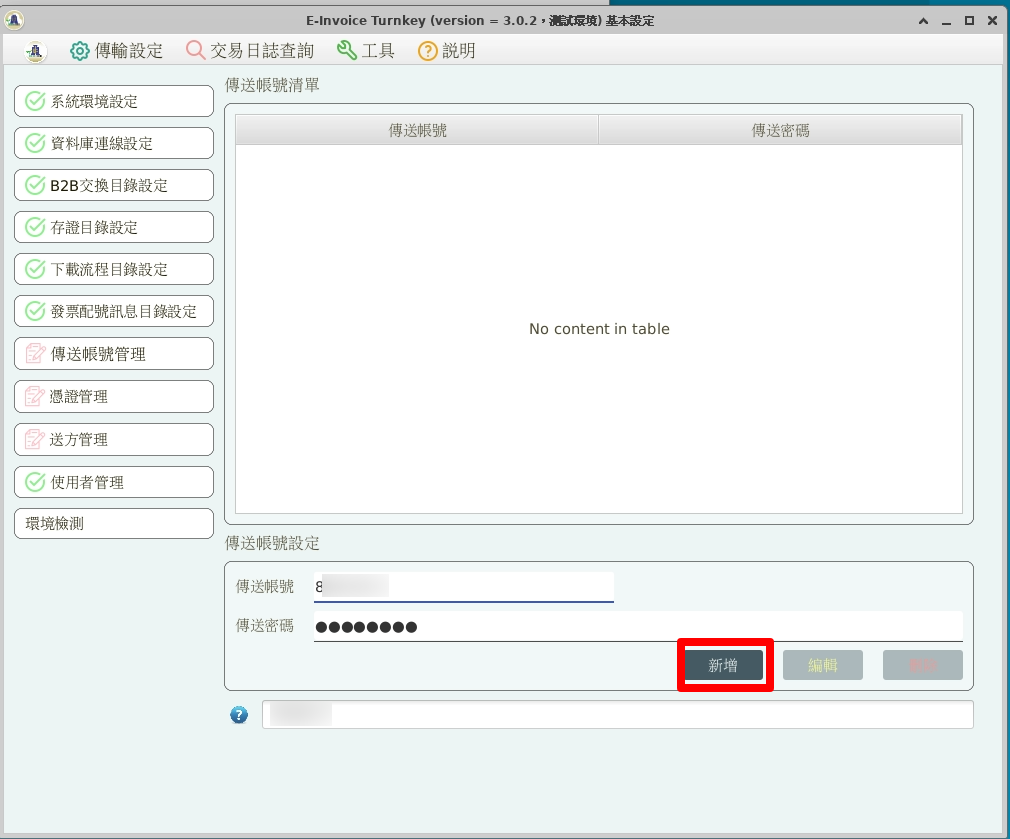 E-Invoice Turnkey (version = 3.0.2，測試環境) 基本設定
傳輸設定 交易日誌查詢 工具 說明
系統環境設定
資料庫連線設定
B2B交換目錄設定
存證目錄設定
下載流程目錄設定
發票配號訊息目錄設定
傳送帳號管理
憑證管理
送方管理
使用者管理
環境檢測
傳送帳號清單
傳送帳號 傳送密碼
No content in table
傳送帳號設定
傳送帳號 8
傳送密碼 ●●●●●●●●
新增 編輯 刪除
?